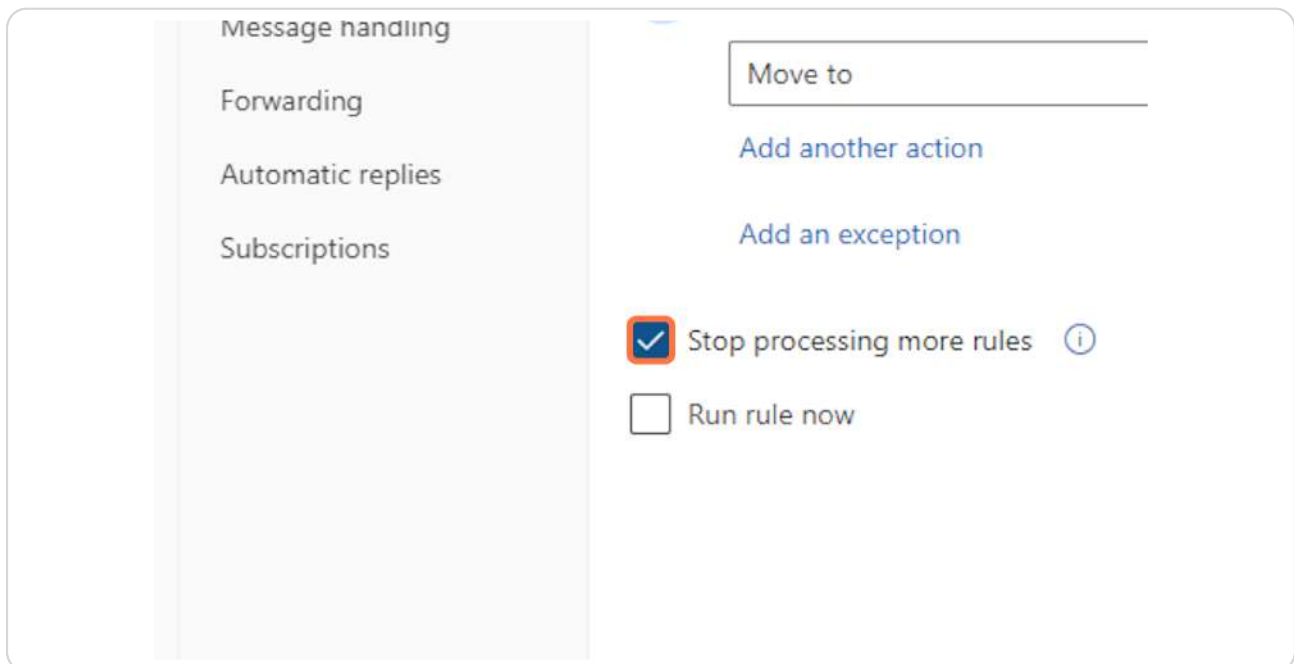 Message handling
Forwarding
Automatic replies
Subscriptions
Move to
Add another action
Add an exception
Stop processing more rules
Run rule now